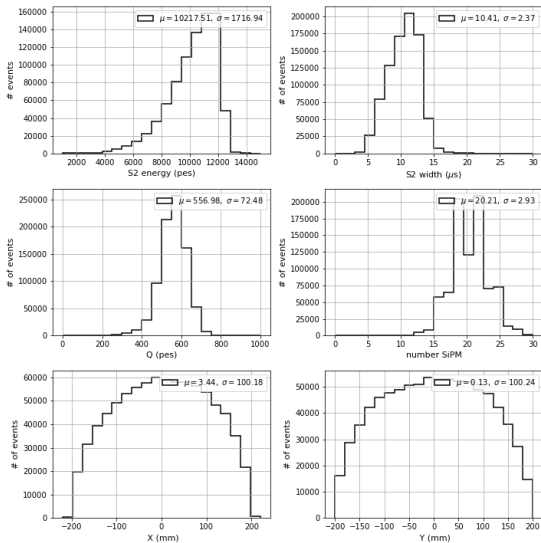 160000
140000
120000
100000
80000
60000
40000
20000
0
# events
μ = 10217.51, σ = 1716.94
2000 4000 6000 8000 10000 12000 14000
S2 energy (pes)
200000
175000
150000
125000
100000
75000
50000
25000
0
# of events
μ = 10.41, σ = 2.37
0 5 10 15 20 25 30
S2 width (μs)
250000
200000
150000
100000
50000
0
# of events
μ = 556.98, σ = 72.48
0 200 400 600 800 1000
Q (pes)
200000
175000
150000
125000
100000
75000
50000
25000
0
# of events
μ = 20.21, σ = 2.93
0 5 10 15 20 25 30
number SiPM
60000
50000
40000
30000
20000
10000
0
# of events
μ = 3.44, σ = 100.18
−200 −100 0 100 200
X (mm)
50000
40000
30000
20000
10000
0
# of events
μ = 0.13, σ = 100.24
−200 −150 −100 −50 0 50 100 150 200
Y (mm)